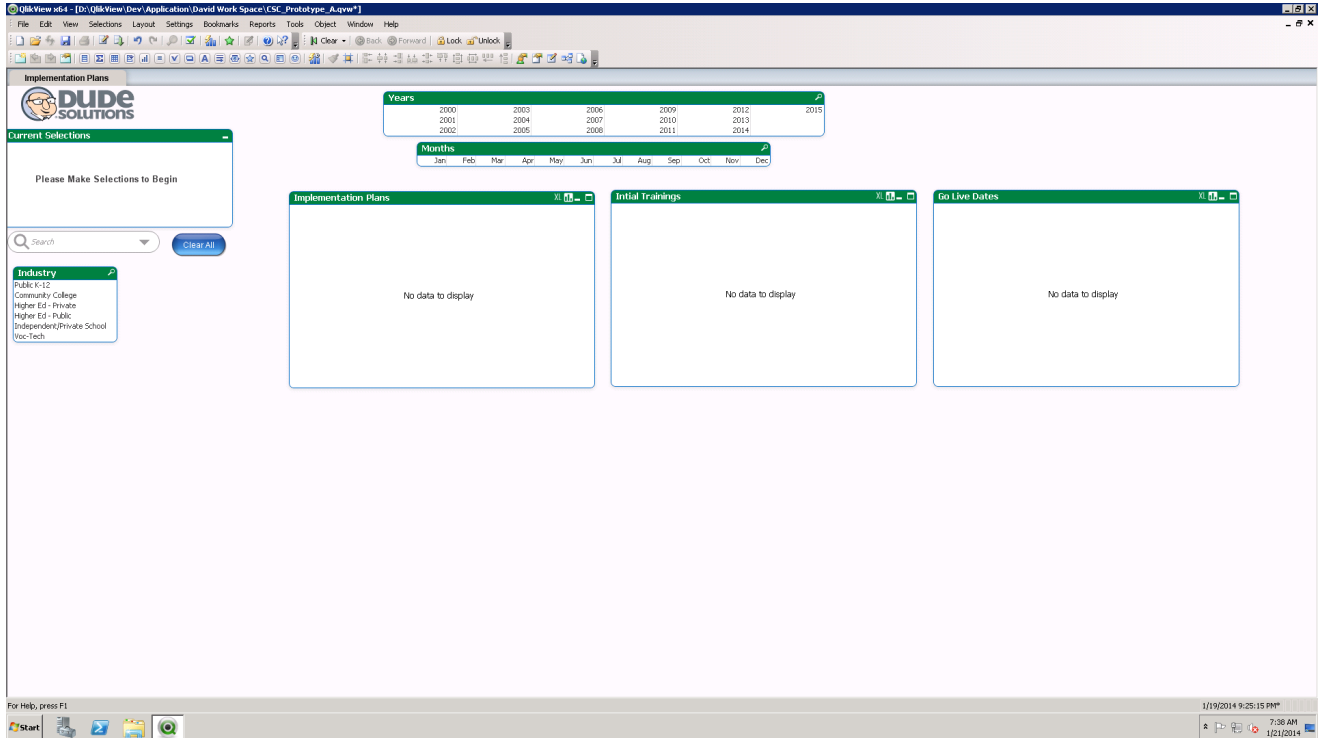 QlikView x64 - [D:\QlikView\Dev\Application\David Work Space\CSC_Prototype_A.qvw*]
File Edit View Selections Layout Settings Bookmarks Reports Tools Object Window Help
Clear Back Forward Lock Unlock
Implementation Plans
DUDE
SOLUTIONS
Years
2000 2003 2006 2009 2012 2015
2001 2004 2007 2010 2013
2002 2005 2008 2011 2014
Months
Jan Feb Mar Apr May Jun Jul Aug Sep Oct Nov Dec
Current Selections
Please Make Selections to Begin
Search
Clear All
Industry
Public K-12
Community College
Higher Ed - Private
Higher Ed - Public
Independent/Private School
Voc-Tech
Implementation Plans XL
No data to display
Intial Trainings XL
No data to display
Go Live Dates XL
No data to display
For Help, press F1
1/19/2014 9:25:15 PM*
Start
7:38 AM
1/21/2014